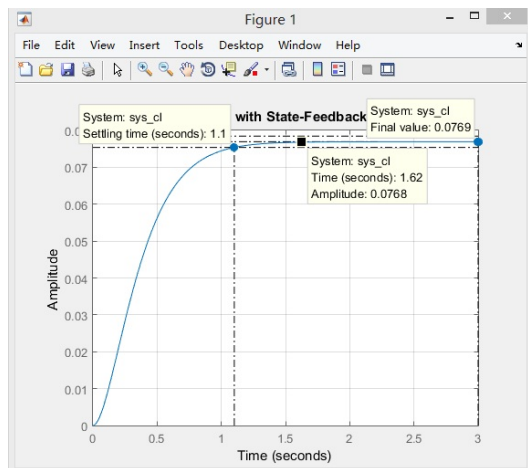 Figure 1
File Edit View Insert Tools Desktop Window Help
with State-Feedback
System: sys_cl
Settling time (seconds): 1.1
System: sys_cl
Final value: 0.0769
System: sys_cl
Time (seconds): 1.62
Amplitude: 0.0768
0.07
0.06
0.05
0.04
0.03
0.02
0.01
0
Amplitude
0 0.5 1 1.5 2 2.5 3
Time (seconds)